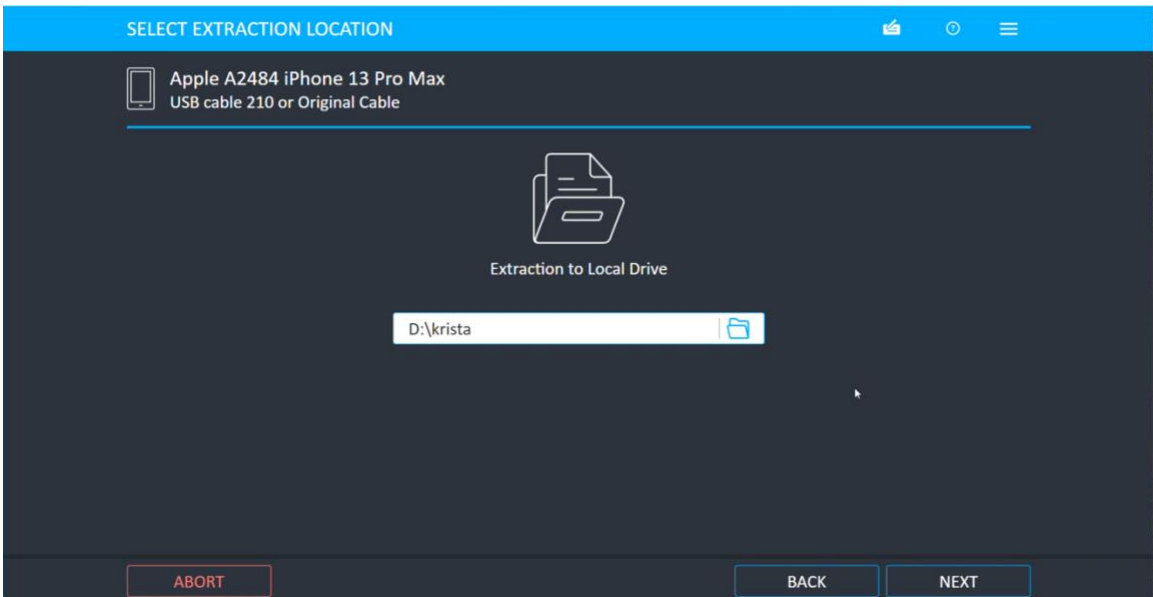 SELECT EXTRACTION LOCATION
Apple A2484 iPhone 13 Pro Max
USB cable 210 or Original Cable
Extraction to Local Drive
D:\krista
ABORT
BACK
NEXT